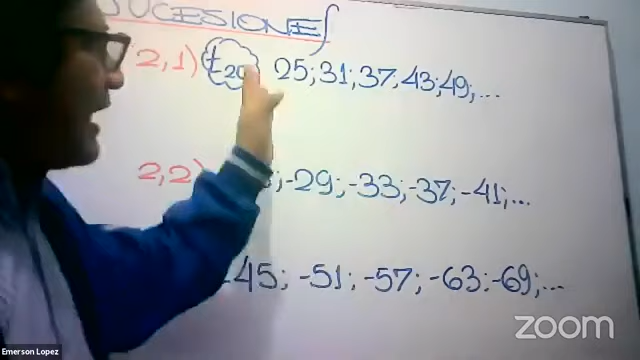 SUCESIONES
2,1) t20 25; 31; 37; 43; 49; ...
2,2) -29; -33; -37; -41; ...
-45; -51; -57; -63; -69; ...
zoom
Emerson Lopez